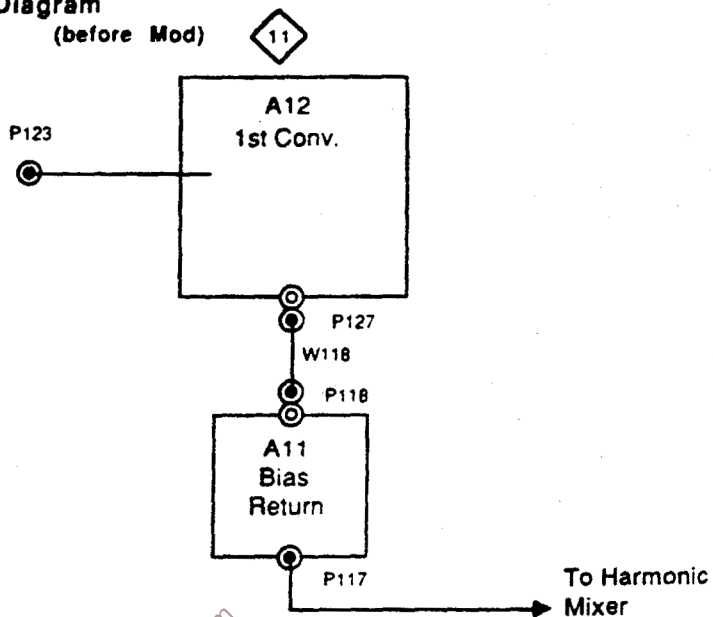 Diagram
(before Mod)
11
A12
1st Conv.
P123
P127
W118
P118
A11
Bias
Return
P117
To Harmonic
Mixer